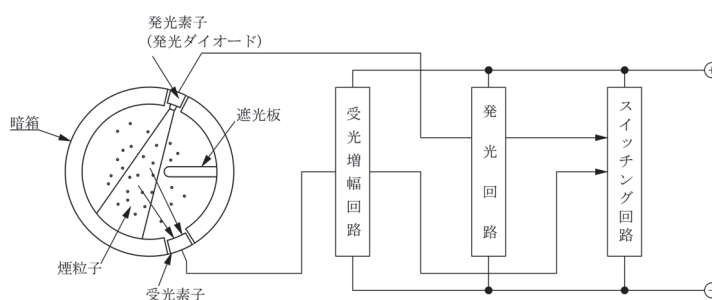 発光素子
(発光ダイオード)
暗箱
遮光板
煙粒子
受光素子
受光増幅回路
発光回路
スイッチング回路
+
−